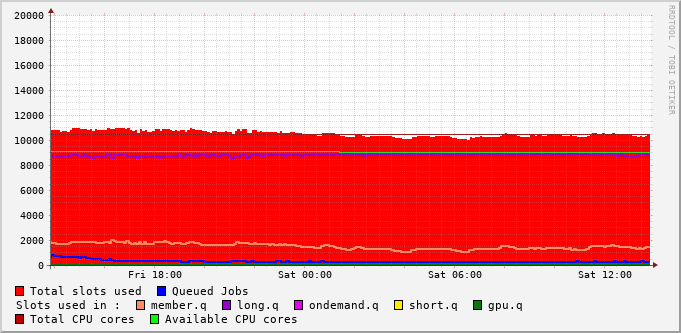 20000
18000
16000
14000
12000
10000
8000
6000
4000
2000
0
Fri 18:00 Sat 00:00 Sat 06:00 Sat 12:00
Total slots used Queued Jobs
Slots used in : member.q long.q ondemand.q short.q gpu.q
Total CPU cores Available CPU cores
RRDTOOL / TOBI OETIKER